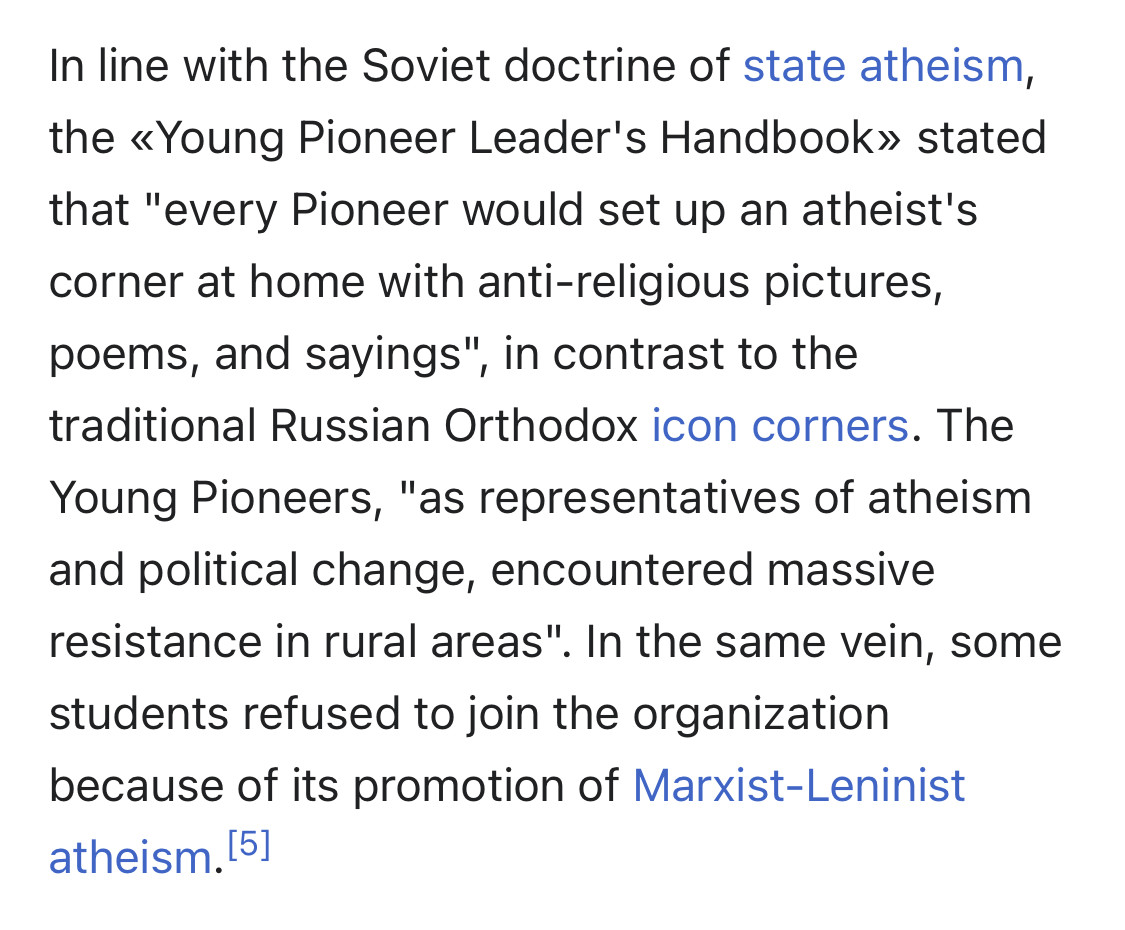 In line with the Soviet doctrine of state atheism,
the «Young Pioneer Leader's Handbook» stated
that "every Pioneer would set up an atheist's
corner at home with anti-religious pictures,
poems, and sayings", in contrast to the
traditional Russian Orthodox icon corners. The
Young Pioneers, "as representatives of atheism
and political change, encountered massive
resistance in rural areas". In the same vein, some
students refused to join the organization
because of its promotion of Marxist-Leninist
atheism.[5]